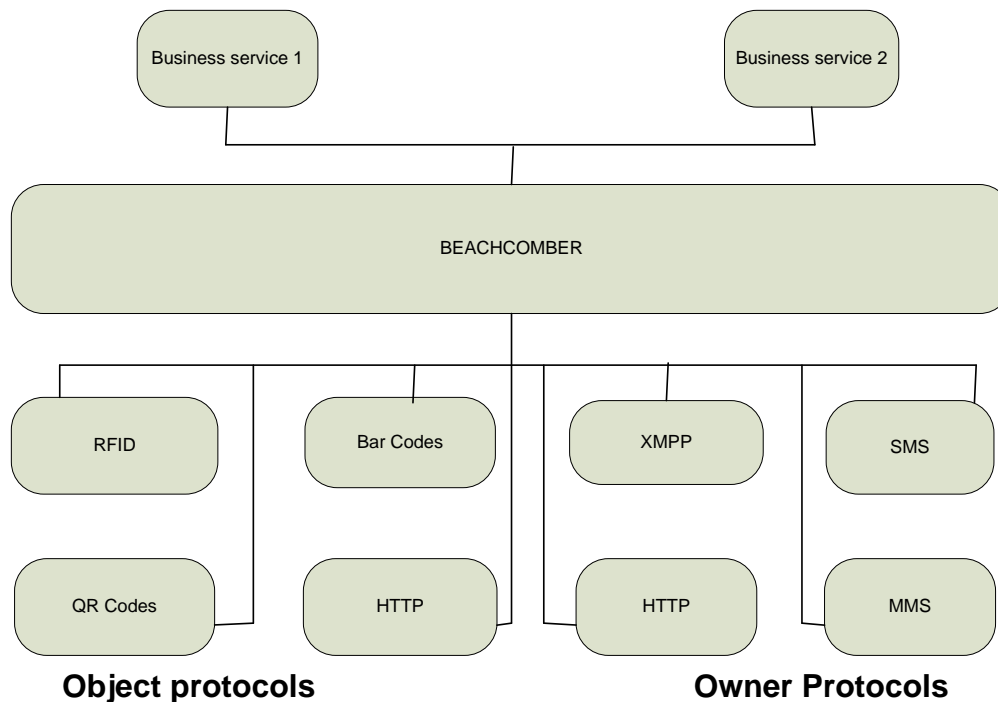 Business service 1
Business service 2
BEACHCOMBER
RFID
Bar Codes
XMPP
SMS
QR Codes
HTTP
HTTP
MMS
Object protocols
Owner Protocols